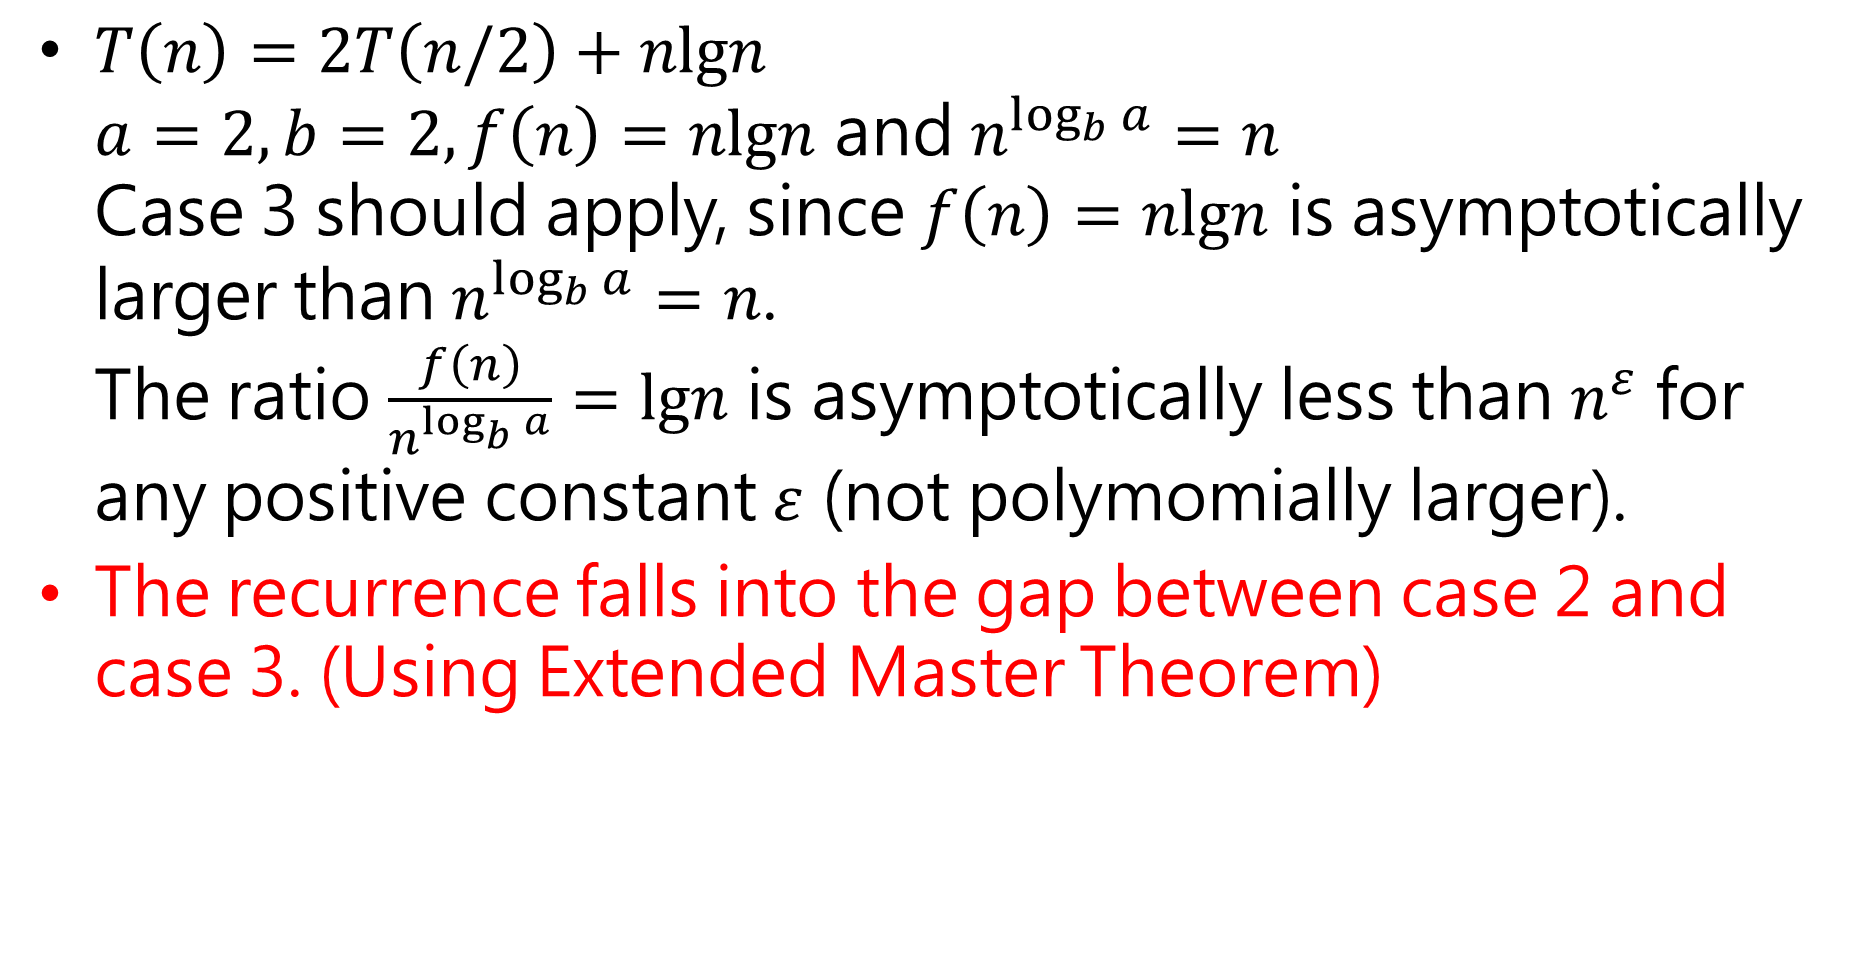 • T(n) = 2T(n/2) + nlgn
a = 2, b = 2, f(n) = nlgn and n^{log_b a} = n
Case 3 should apply, since f(n) = nlgn is asymptotically
larger than n^{log_b a} = n.
The ratio \frac{f(n)}{n^{log_b a}} = lgn is asymptotically less than n^ε for
any positive constant ε (not polymomially larger).
• The recurrence falls into the gap between case 2 and
case 3. (Using Extended Master Theorem)